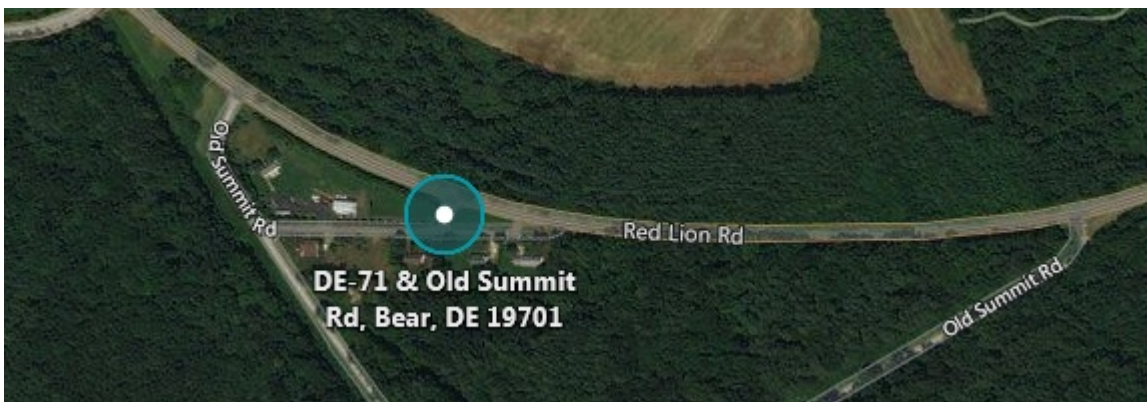 Old Summit Rd
Red Lion Rd
DE-71 & Old Summit
Rd, Bear, DE 19701
Old Summit Rd